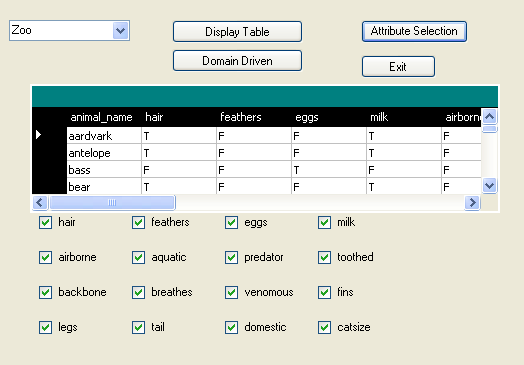 Zoo
Display Table
Attribute Selection
Domain Driven
Exit
animal_name hair feathers eggs milk airborne
aardvark T F F T F
antelope T F F T F
bass F F T F F
bear T F F T F
hair feathers eggs milk
airborne aquatic predator toothed
backbone breathes venomous fins
legs tail domestic catsize